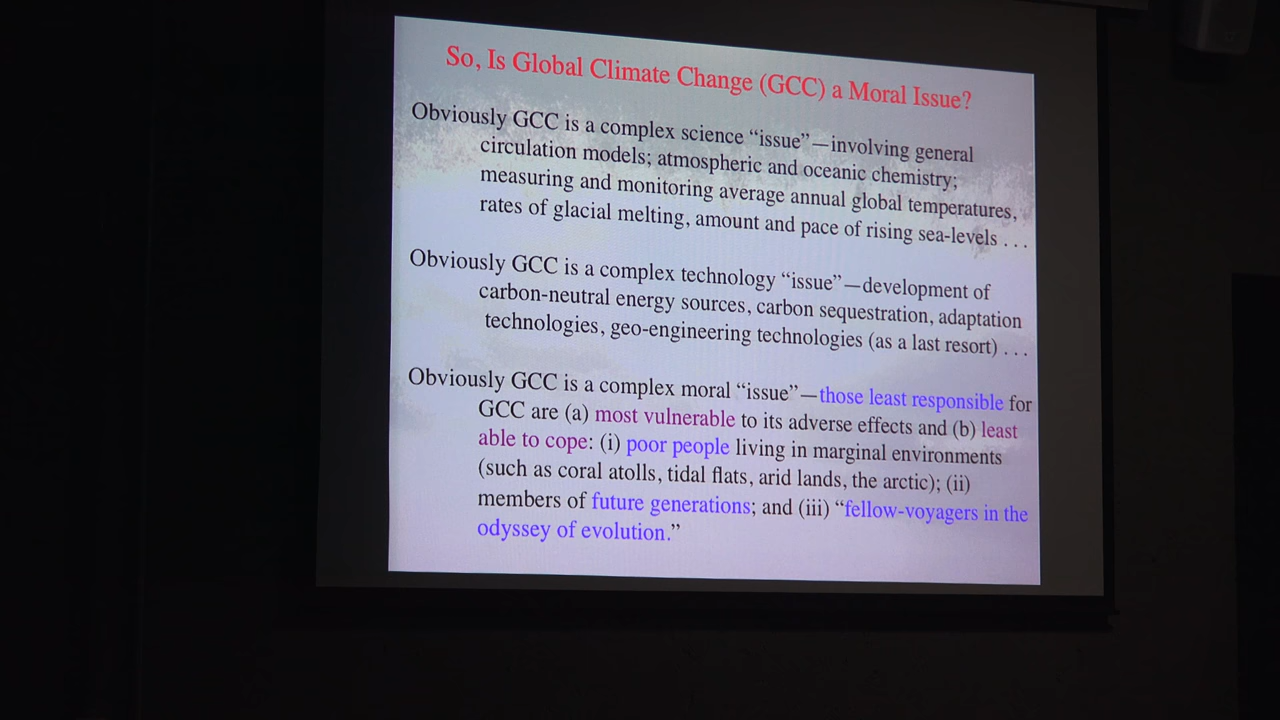 So, Is Global Climate Change (GCC) a Moral Issue?
Obviously GCC is a complex science “issue”—involving general
circulation models; atmospheric and oceanic chemistry;
measuring and monitoring average annual global temperatures,
rates of glacial melting, amount and pace of rising sea-levels . . .
Obviously GCC is a complex technology “issue”—development of
carbon-neutral energy sources, carbon sequestration, adaptation
technologies, geo-engineering technologies (as a last resort) . . .
Obviously GCC is a complex moral “issue”—those least responsible for
GCC are (a) most vulnerable to its adverse effects and (b) least
able to cope: (i) poor people living in marginal environments
(such as coral atolls, tidal flats, arid lands, the arctic); (ii)
members of future generations; and (iii) “fellow-voyagers in the
odyssey of evolution.”